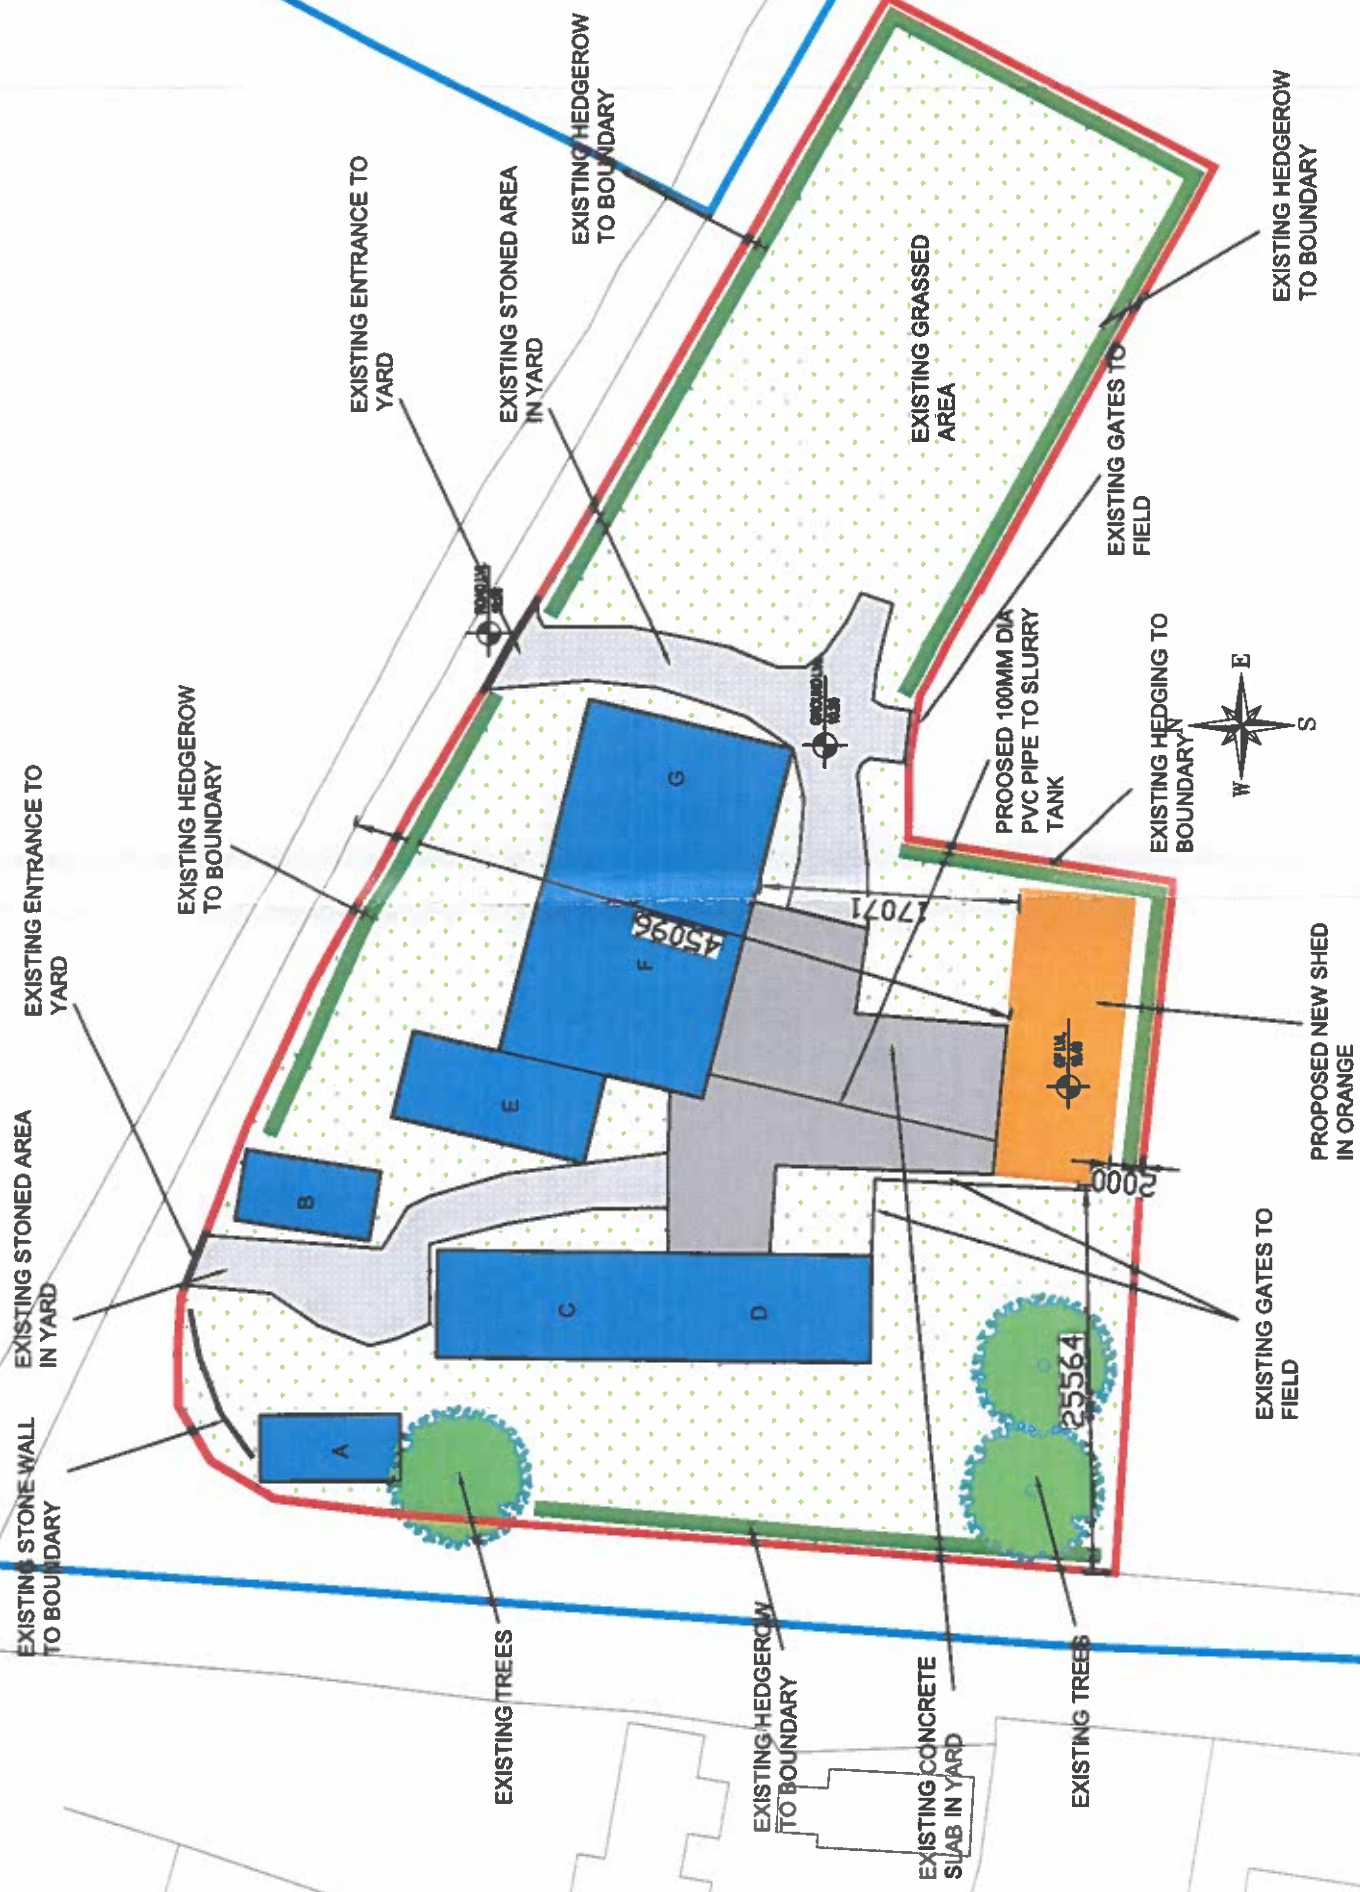 EXISTING HEDGEROW
TO BOUNDARY
EXISTING ENTRANCE TO
YARD
EXISTING STONED AREA
IN YARD
EXISTING HEDGEROW
TO BOUNDARY
EXISTING GRASSED
AREA
EXISTING GATES TO
FIELD
EXISTING HEDGEROW
TO BOUNDARY
EXISTING ENTRANCE TO
YARD
EXISTING STONED AREA
IN YARD
EXISTING STONE WALL
TO BOUNDARY
A
B
C
D
E
F
G
45096
17071
2000
25564
PROOSED 100MM DIA
PVC PIPE TO SLURRY
TANK
EXISTING HEDGING TO
BOUNDARY
N
E
S
W
PROPOSED NEW SHED
IN ORANGE
EXISTING GATES TO
FIELD
EXISTING TREES
EXISTING HEDGEROW
TO BOUNDARY
EXISTING CONCRETE
SLAB IN YARD
EXISTING TREES